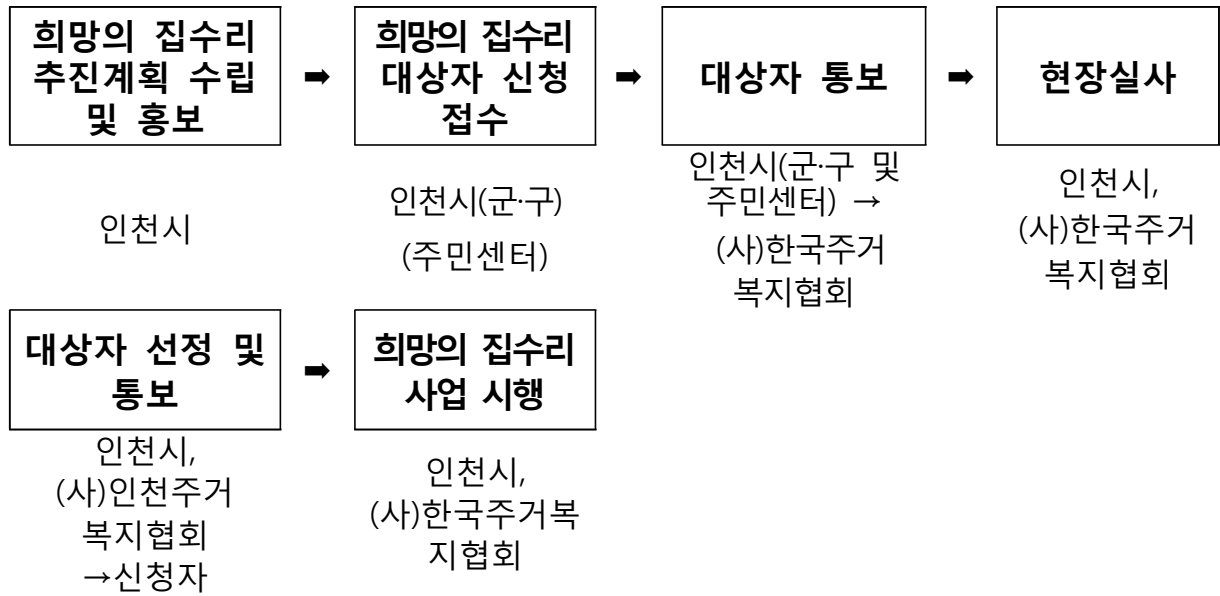 희망의 집수리
추진계획 수립
및 홍보
➡
희망의 집수리
대상자 신청
접수
➡
대상자 통보
➡
현장실사
인천시
인천시(군·구)
(주민센터)
인천시(군·구 및
주민센터) →
(사)한국주거
복지협회
인천시,
(사)한국주거
복지협회
대상자 선정 및
통보
➡
희망의 집수리
사업 시행
인천시,
(사)인천주거
복지협회
→신청자
인천시,
(사)한국주거복
지협회